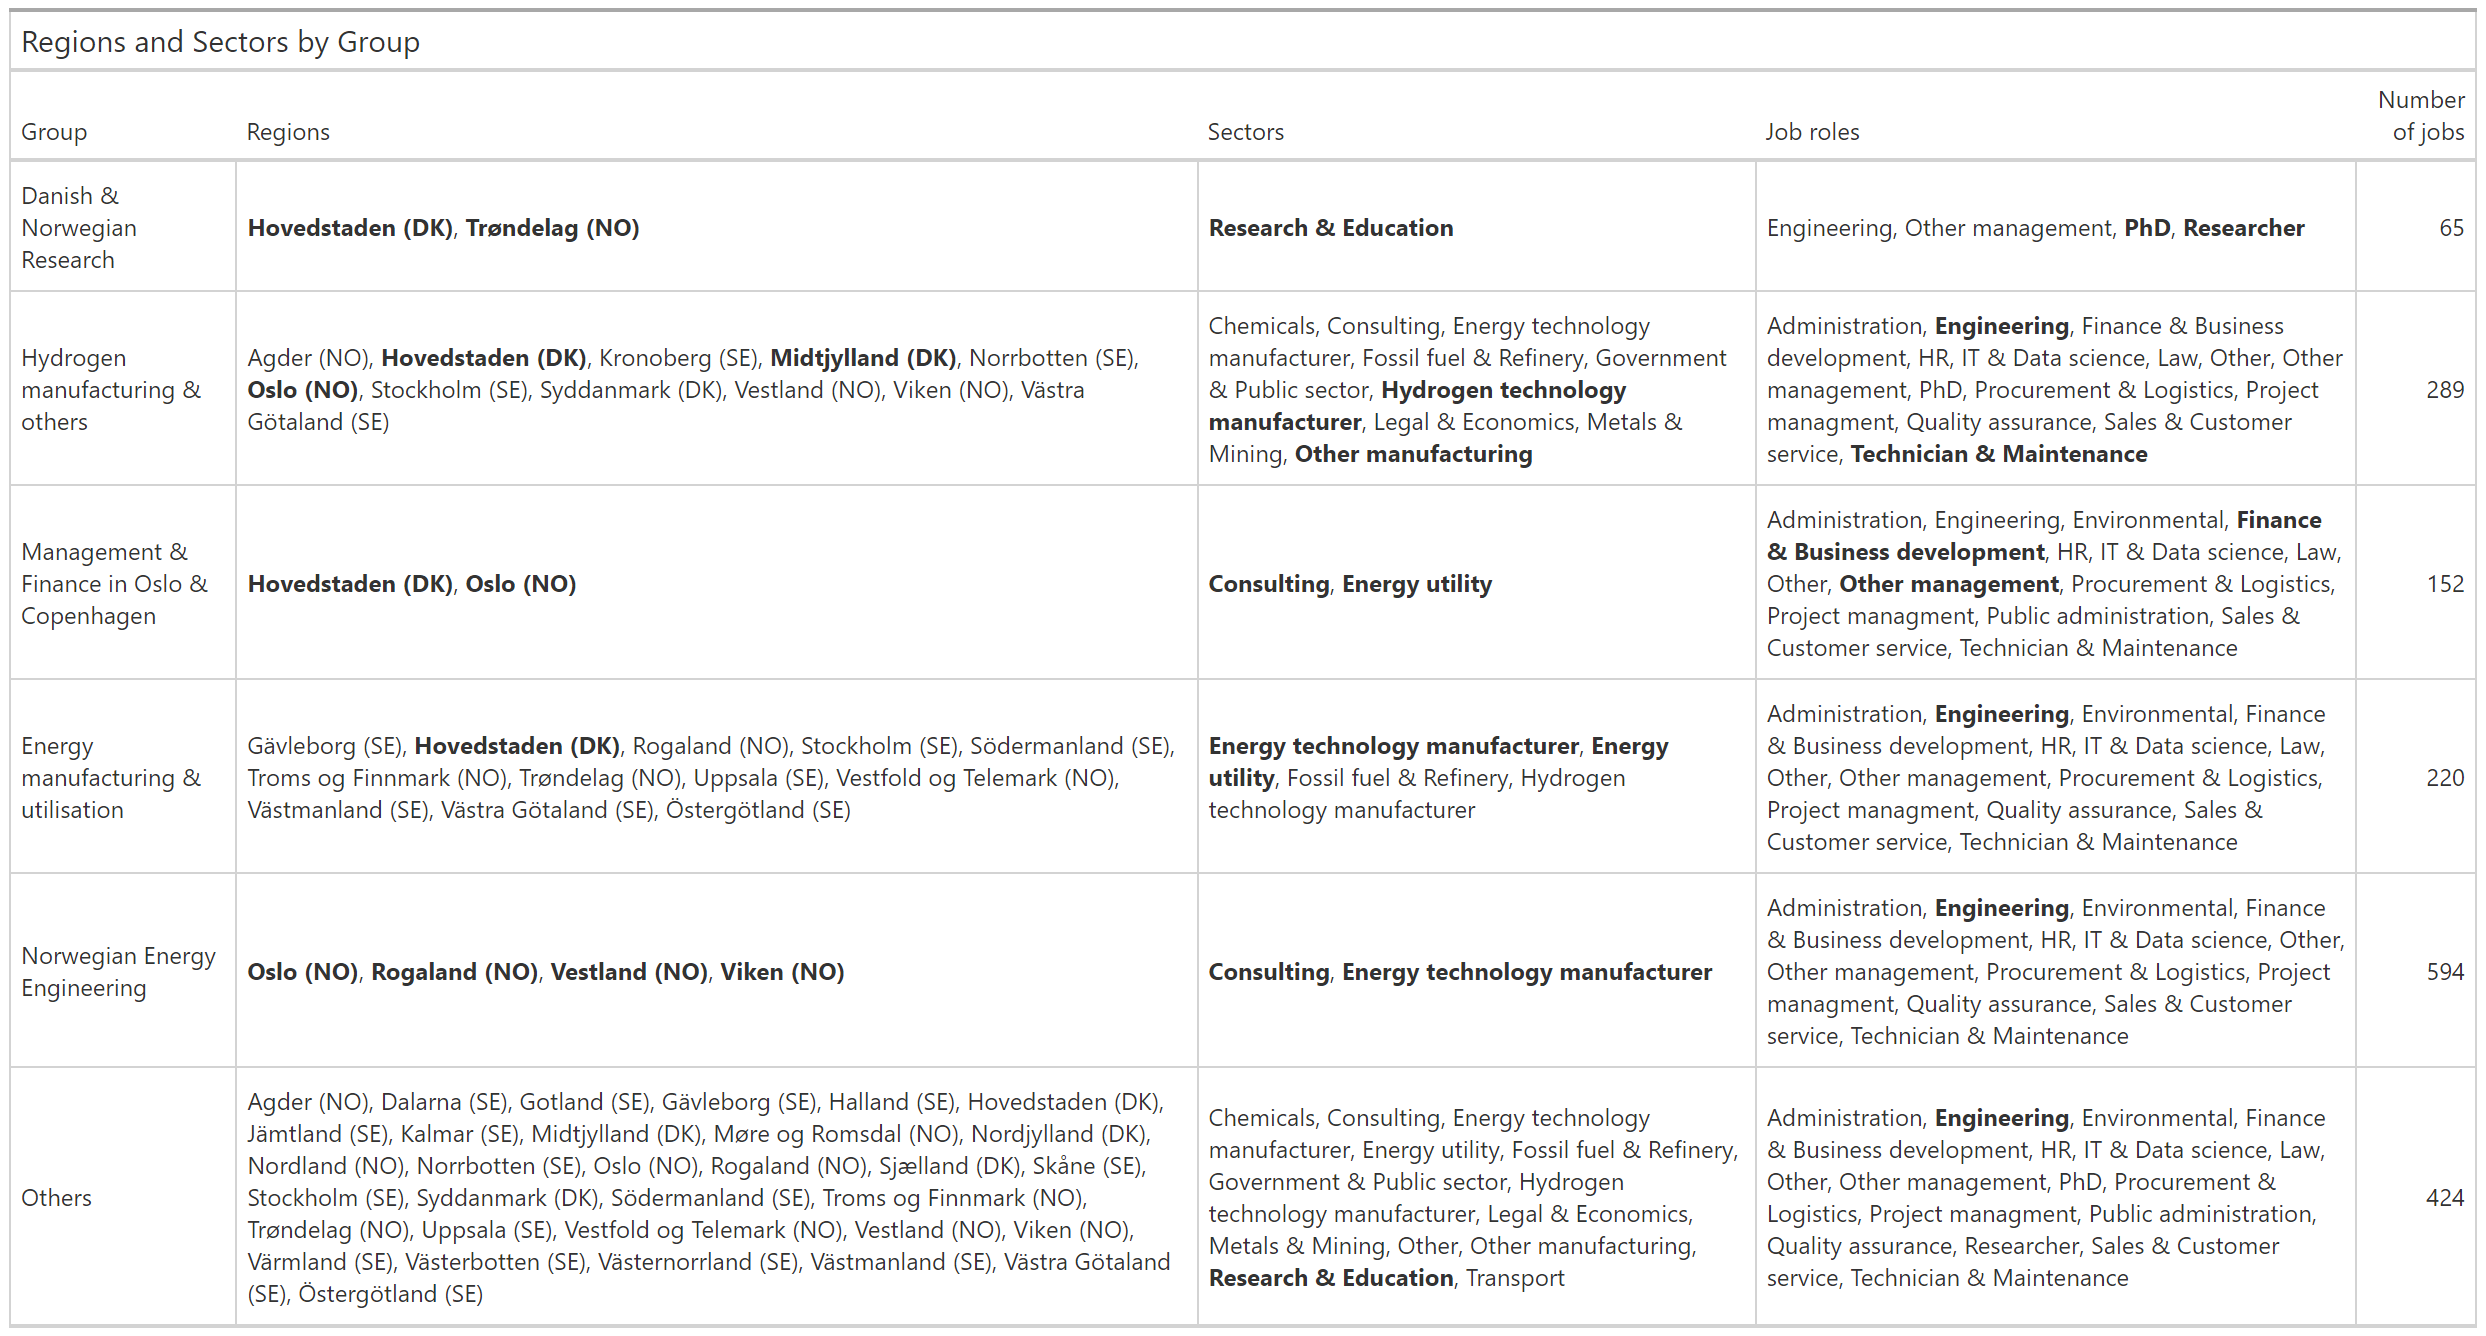 Regions and Sectors by Group
Group
Regions
Sectors
Job roles
Number
of jobs
Danish &
Norwegian
Research
Hovedstaden (DK), Trøndelag (NO)
Research & Education
Engineering, Other management, PhD, Researcher
65
Hydrogen
manufacturing &
others
Agder (NO), Hovedstaden (DK), Kronoberg (SE), Midtjylland (DK), Norrbotten (SE),
Oslo (NO), Stockholm (SE), Syddanmark (DK), Vestland (NO), Viken (NO), Västra
Götaland (SE)
Chemicals, Consulting, Energy technology
manufacturer, Fossil fuel & Refinery, Government
& Public sector, Hydrogen technology
manufacturer, Legal & Economics, Metals &
Mining, Other manufacturing
Administration, Engineering, Finance & Business
development, HR, IT & Data science, Law, Other, Other
management, PhD, Procurement & Logistics, Project
managment, Quality assurance, Sales & Customer
service, Technician & Maintenance
289
Management &
Finance in Oslo &
Copenhagen
Hovedstaden (DK), Oslo (NO)
Consulting, Energy utility
Administration, Engineering, Environmental, Finance
& Business development, HR, IT & Data science, Law,
Other, Other management, Procurement & Logistics,
Project managment, Public administration, Sales &
Customer service, Technician & Maintenance
152
Energy
manufacturing &
utilisation
Gävleborg (SE), Hovedstaden (DK), Rogaland (NO), Stockholm (SE), Södermanland (SE),
Troms og Finnmark (NO), Trøndelag (NO), Uppsala (SE), Vestfold og Telemark (NO),
Västmanland (SE), Västra Götaland (SE), Östergötland (SE)
Energy technology manufacturer, Energy
utility, Fossil fuel & Refinery, Hydrogen
technology manufacturer
Administration, Engineering, Environmental, Finance
& Business development, HR, IT & Data science, Law,
Other, Other management, Procurement & Logistics,
Project managment, Quality assurance, Sales &
Customer service, Technician & Maintenance
220
Norwegian Energy
Engineering
Oslo (NO), Rogaland (NO), Vestland (NO), Viken (NO)
Consulting, Energy technology manufacturer
Administration, Engineering, Environmental, Finance
& Business development, HR, IT & Data science, Other,
Other management, Procurement & Logistics, Project
managment, Quality assurance, Sales & Customer
service, Technician & Maintenance
594
Others
Agder (NO), Dalarna (SE), Gotland (SE), Gävleborg (SE), Halland (SE), Hovedstaden (DK),
Jämtland (SE), Kalmar (SE), Midtjylland (DK), Møre og Romsdal (NO), Nordjylland (DK),
Nordland (NO), Norrbotten (SE), Oslo (NO), Rogaland (NO), Sjælland (DK), Skåne (SE),
Stockholm (SE), Syddanmark (DK), Södermanland (SE), Troms og Finnmark (NO),
Trøndelag (NO), Uppsala (SE), Vestfold og Telemark (NO), Vestland (NO), Viken (NO),
Värmland (SE), Västerbotten (SE), Västernorrland (SE), Västmanland (SE), Västra Götaland
(SE), Östergötland (SE)
Chemicals, Consulting, Energy technology
manufacturer, Energy utility, Fossil fuel & Refinery,
Government & Public sector, Hydrogen
technology manufacturer, Legal & Economics,
Metals & Mining, Other, Other manufacturing,
Research & Education, Transport
Administration, Engineering, Environmental, Finance
& Business development, HR, IT & Data science, Law,
Other, Other management, PhD, Procurement &
Logistics, Project managment, Public administration,
Quality assurance, Researcher, Sales & Customer
service, Technician & Maintenance
424